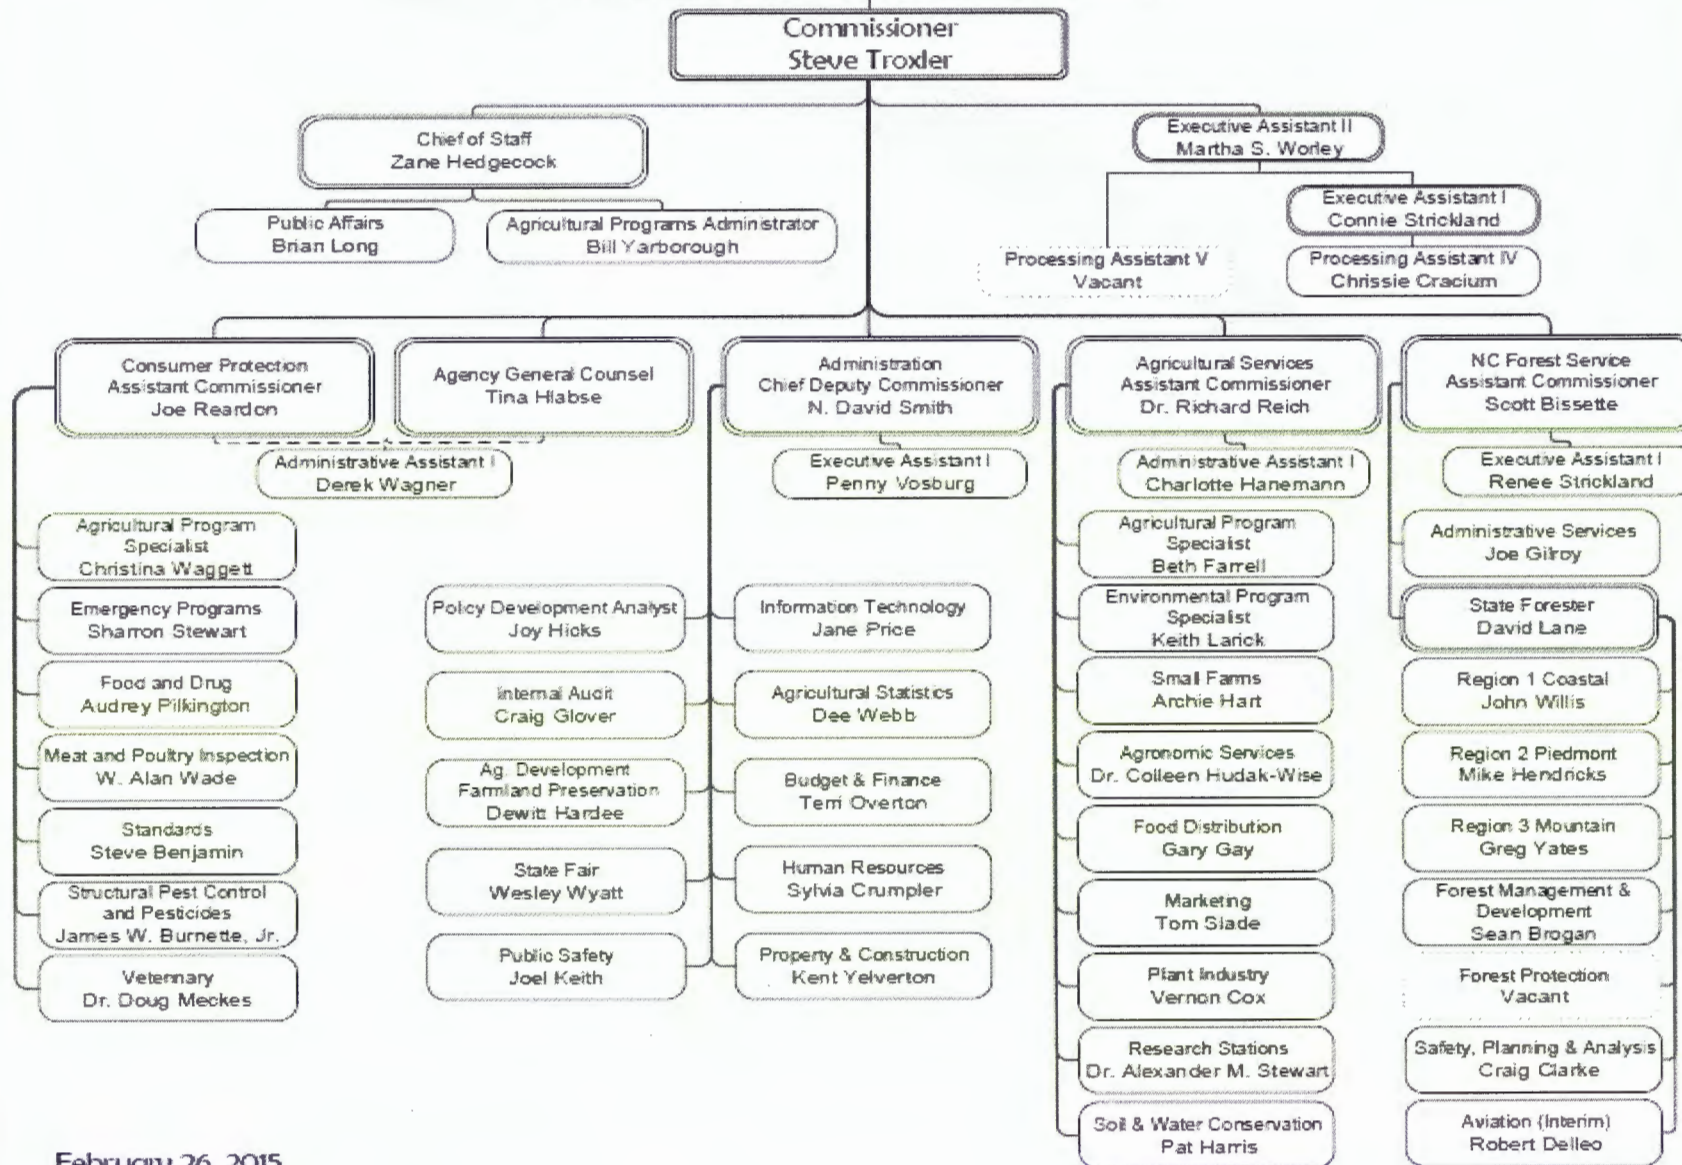 Commissioner
Steve Troxler
Chief of Staff
Zane Hedgecock
Executive Assistant II
Martha S. Worley
Public Affairs
Brian Long
Agricultural Programs Administrator
Bill Yarborough
Executive Assistant I
Connie Strickland
Processing Assistant V
Vacant
Processing Assistant IV
Chrissie Cracium
Consumer Protection
Assistant Commissioner
Joe Reardon
Agency General Counsel
Tina Hlabse
Administration
Chief Deputy Commissioner
N. David Smith
Agricultural Services
Assistant Commissioner
Dr. Richard Reich
NC Forest Service
Assistant Commissioner
Scott Bissette
Administrative Assistant I
Derek Wagner
Executive Assistant I
Penny Vosburg
Administrative Assistant I
Charlotte Hanemann
Executive Assistant I
Renee Strickland
Agricultural Program
Specialist
Christina Waggett
Emergency Programs
Sharron Stewart
Food and Drug
Audrey Pilkington
Meat and Poultry Inspection
W. Alan Wade
Standards
Steve Benjamin
Structural Pest Control
and Pesticides
James W. Burnette, Jr.
Veternary
Dr. Doug Meckes
Policy Development Analyst
Joy Hicks
Internal Audit
Craig Glover
Ag. Development
Farmland Preservation
Dewitt Hardee
State Fair
Wesley Wyatt
Public Safety
Joel Keith
Information Technology
Jane Price
Agricultural Statistics
Dee Webb
Budget & Finance
Terri Overton
Human Resources
Sylvia Crumpler
Property & Construction
Kent Yelverton
Agricultural Program
Specialist
Beth Farrell
Environmental Program
Specialist
Keith Larick
Small Farms
Archie Hart
Agronomic Services
Dr. Colleen Hudak-Wise
Food Distribution
Gary Gay
Marketing
Tom Slade
Plant Industry
Vernon Cox
Research Stations
Dr. Alexander M. Stewart
Soil & Water Conservation
Pat Harris
Administrative Services
Joe Gilroy
State Forester
David Lane
Region 1 Coastal
John Willis
Region 2 Piedmont
Mike Hendricks
Region 3 Mountain
Greg Yates
Forest Management &
Development
Sean Brogan
Forest Protection
Vacant
Safety, Planning & Analysis
Craig Clarke
Aviation (Interim)
Robert Delleo
February 26, 2015